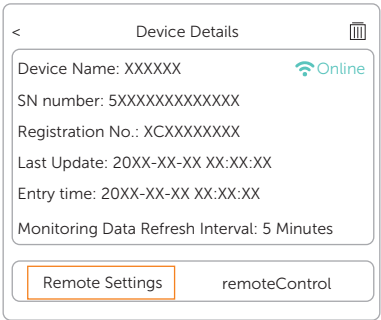 < Device Details
Device Name: XXXXXX Online
SN number: 5XXXXXXXXXXXXX
Registration No.: XCXXXXXXXX
Last Update: 20XX-XX-XX XX:XX:XX
Entry time: 20XX-XX-XX XX:XX:XX
Monitoring Data Refresh Interval: 5 Minutes
Remote Settings remoteControl